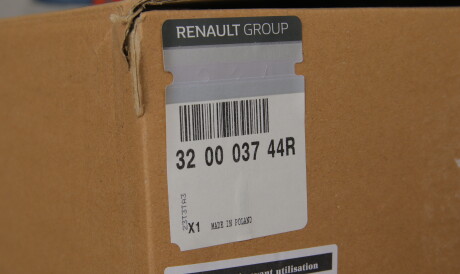 RENAULT GROUP
32 00 037 44R
X1 MADE IN POLAND
utilisation